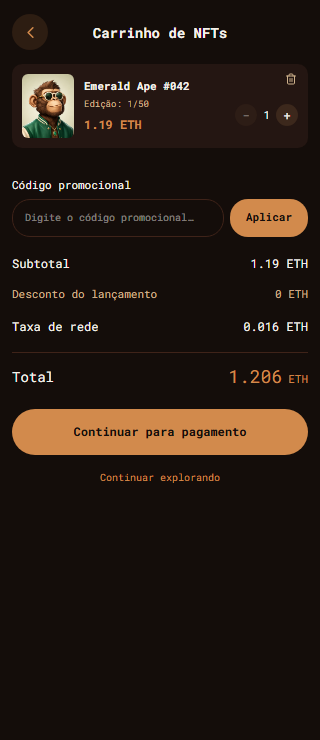 Carrinho de NFTs
Emerald Ape #042
Edição: 1/50
1.19 ETH
− 1 +
Código promocional
Digite o código promocional…
Aplicar
Subtotal 1.19 ETH
Desconto do lançamento 0 ETH
Taxa de rede 0.016 ETH
Total 1.206 ETH
Continuar para pagamento
Continuar explorando